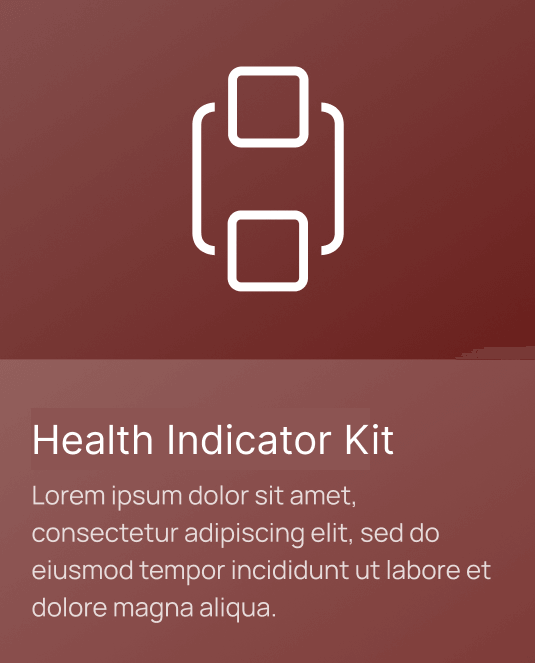 Health Indicator Kit
Lorem ipsum dolor sit amet,
consectetur adipiscing elit, sed do
eiusmod tempor incididunt ut labore et
dolore magna aliqua.